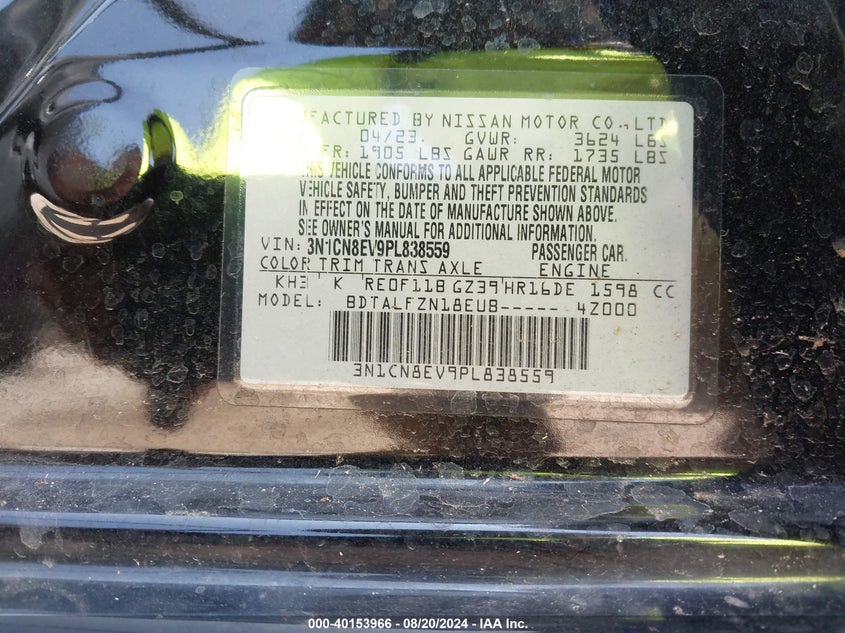 FACTURED BY NISSAN MOTOR CO., LTD
04/23 GVWR: 3624 LBS
FR: 1905 LBS GAWR RR: 1735 LBS
THIS VEHICLE CONFORMS TO ALL APPLICABLE FEDERAL MOTOR
VEHICLE SAFETY, BUMPER AND THEFT PREVENTION STANDARDS
IN EFFECT ON THE DATE OF MANUFACTURE SHOWN ABOVE.
SEE OWNER'S MANUAL FOR ADDITIONAL INFORMATION.
VIN: 3N1CN8EV9PL838559 PASSENGER CAR.
COLOR TRIM TRANS AXLE ENGINE
KH3 K RE0F11B GZ39 HR16DE 1598 CC
MODEL: BDTALFZN18EUB----- 4Z000
3N1CN8EV9PL838559
000-40153966 - 08/20/2024 - IAA Inc.